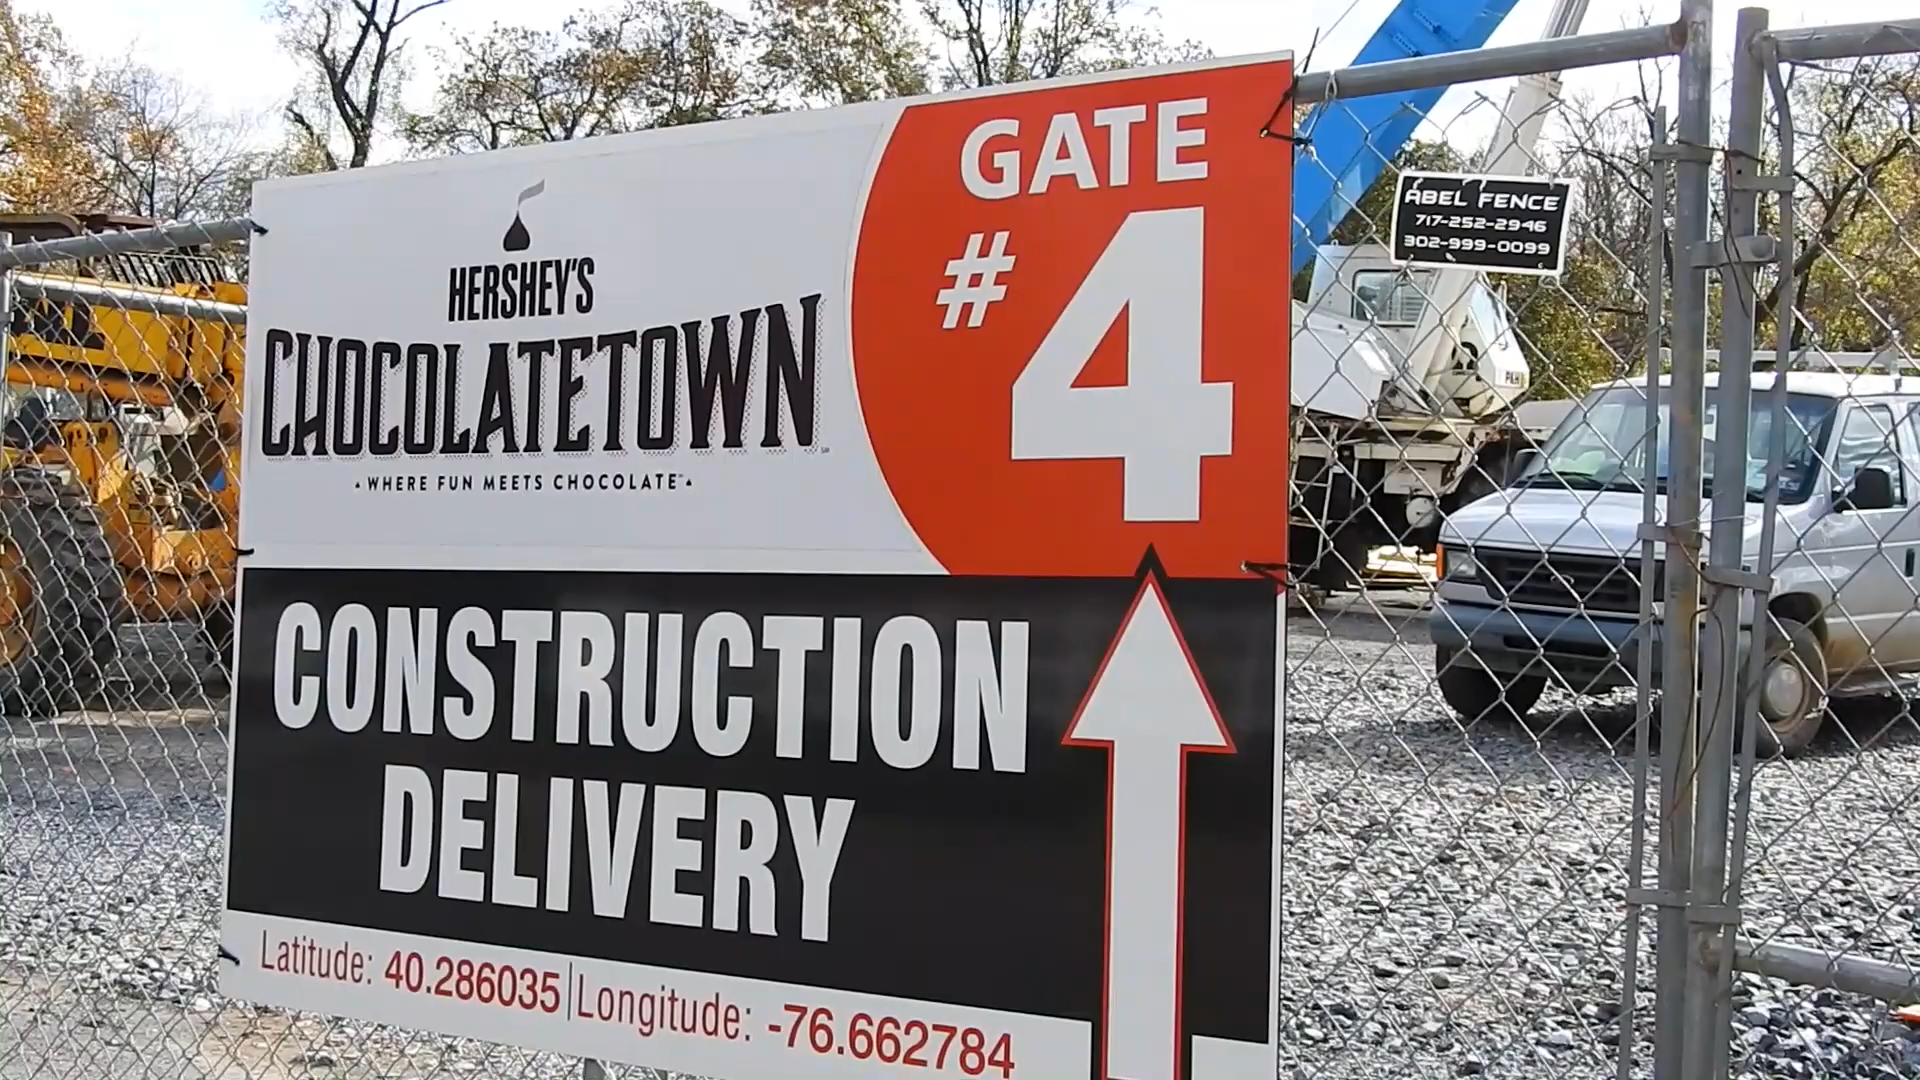 HERSHEY'S
CHOCOLATETOWN
WHERE FUN MEETS CHOCOLATE
GATE
#4
CONSTRUCTION
DELIVERY
Latitude: 40.286035 | Longitude: -76.662784
ABEL FENCE
717-252-2946
302-999-0099
P&H